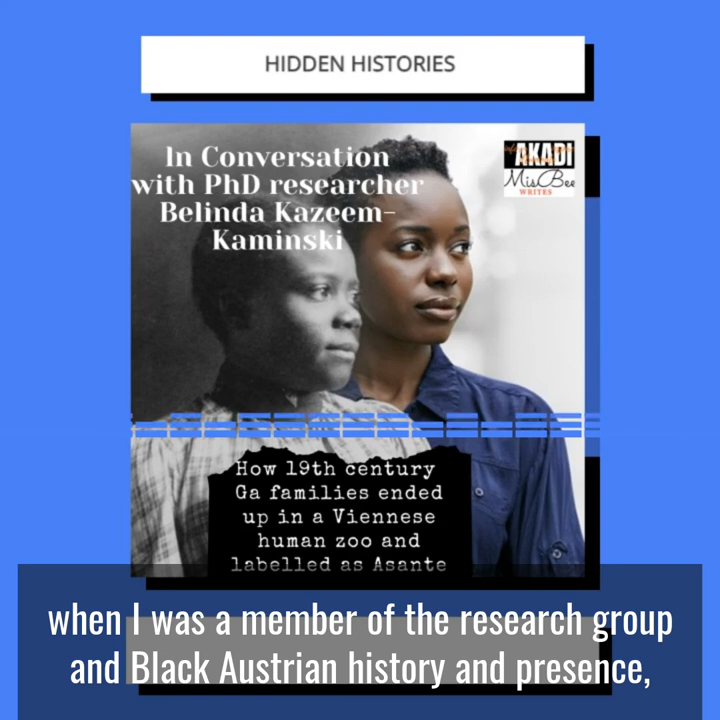 HIDDEN HISTORIES
In Conversation
with PhD researcher
Belinda Kazeem-
Kaminski
AKADI
MisBee
WRITES
How 19th century
Ga families ended
up in a Viennese
human zoo and
labelled as Asante
when I was a member of the research group
and Black Austrian history and presence,